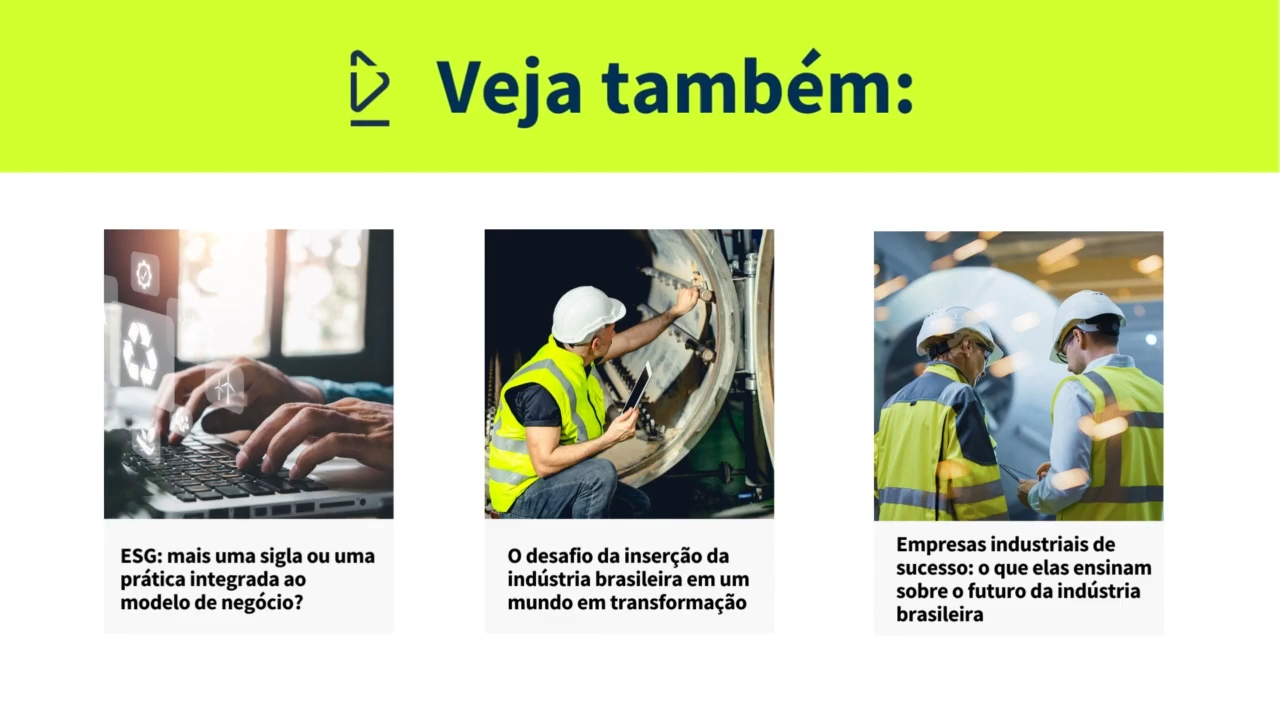 Veja também:
ESG: mais uma sigla ou uma
prática integrada ao
modelo de negócio?
O desafio da inserção da
indústria brasileira em um
mundo em transformação
Empresas industriais de
sucesso: o que elas ensinam
sobre o futuro da indústria
brasileira